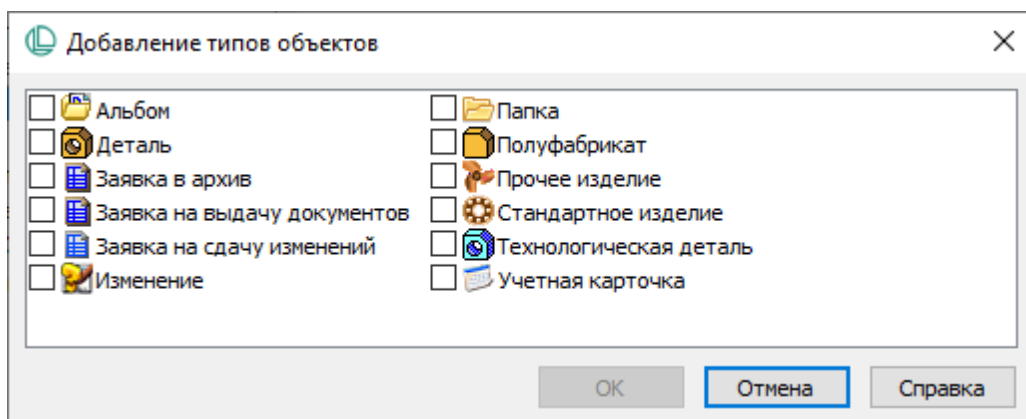 Добавление типов объектов
Альбом
Деталь
Заявка в архив
Заявка на выдачу документов
Заявка на сдачу изменений
Изменение
Папка
Полуфабрикат
Прочее изделие
Стандартное изделие
Технологическая деталь
Учетная карточка
ОК Отмена Справка